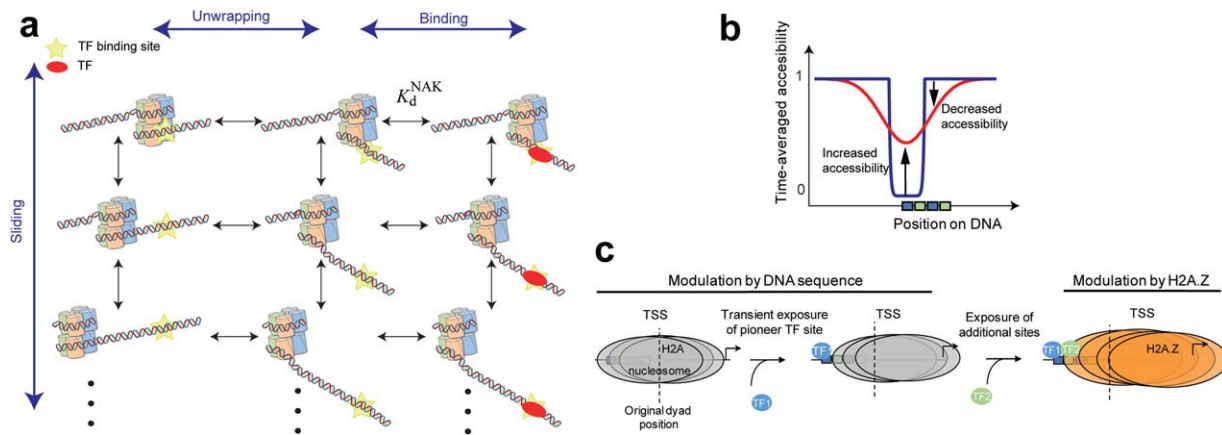 a
Unwrapping
Binding
TF binding site
TF
Sliding
K_d^NAK
b
Time-averaged accesibility
1
0
Decreased
accessibility
Increased
accessibility
Position on DNA
c
Modulation by DNA sequence
Modulation by H2A.Z
TSS
Transient exposure
of pioneer TF site
TSS
Exposure of
additional sites
TSS
H2A
nucleosome
Original dyad
position
TF1
TF1
TF2
TF1
TF2
H2A.Z